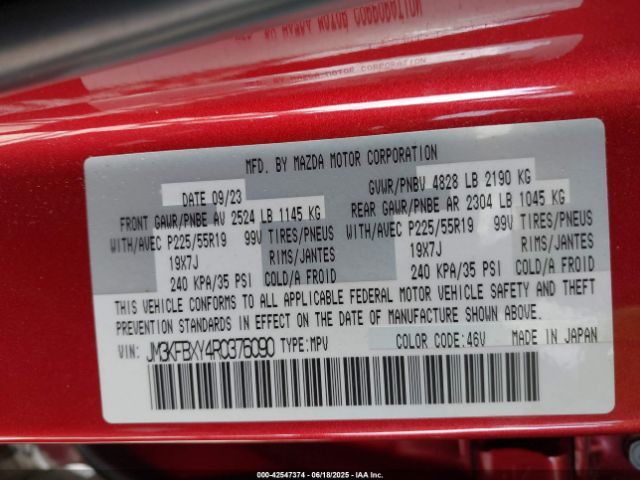 MFD. BY MAZDA MOTOR CORPORATION
DATE 09/23 GVWR/PNBV 4828 LB 2190 KG
FRONT GAWR/PNBE AV 2524 LB 1145 KG REAR GAWR/PNBE AR 2304 LB 1045 KG
WITH/AVEC P225/55R19 99V TIRES/PNEUS WITH/AVEC P225/55R19 99V TIRES/PNEUS
19X7J RIMS/JANTES 19X7J RIMS/JANTES
240 KPA/35 PSI COLD/A FROID 240 KPA/35 PSI COLD/A FROID
THIS VEHICLE CONFORMS TO ALL APPLICABLE FEDERAL MOTOR VEHICLE SAFETY AND THEFT
PREVENTION STANDARDS IN EFFECT ON THE DATE OF MANUFACTURE SHOWN ABOVE.
VIN: JM3KFBXY4R0376090 TYPE:MPV COLOR CODE:46V MADE IN JAPAN
000-42547374 - 06/18/2025 - IAAI.COM